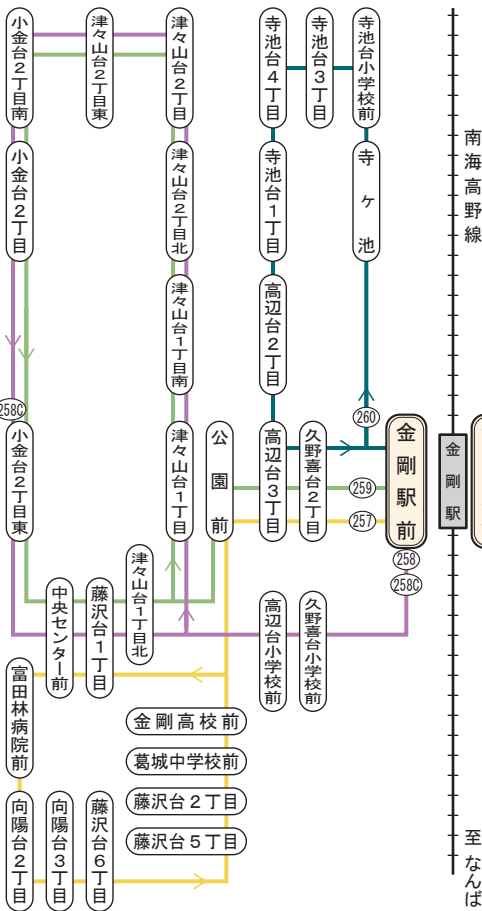 小金台2丁目南
津々山台2丁目東
津々山台2丁目
寺池台4丁目
寺池台3丁目
寺池台小学校前
南海高野線
小金台2丁目
津々山台2丁目北
寺池台1丁目
寺ヶ池
津々山台1丁目南
高辺台2丁目
258C
260
小金台2丁目東
津々山台1丁目
公園前
高辺台3丁目
久野喜台2丁目
259
257
金剛駅前
金剛駅
258
258C
中央センター前
藤沢台1丁目
津々山台1丁目北
高辺台小学校前
久野喜台小学校前
富田林病院前
金剛高校前
葛城中学校前
藤沢台2丁目
藤沢台5丁目
向陽台2丁目
向陽台3丁目
藤沢台6丁目
至 なんば